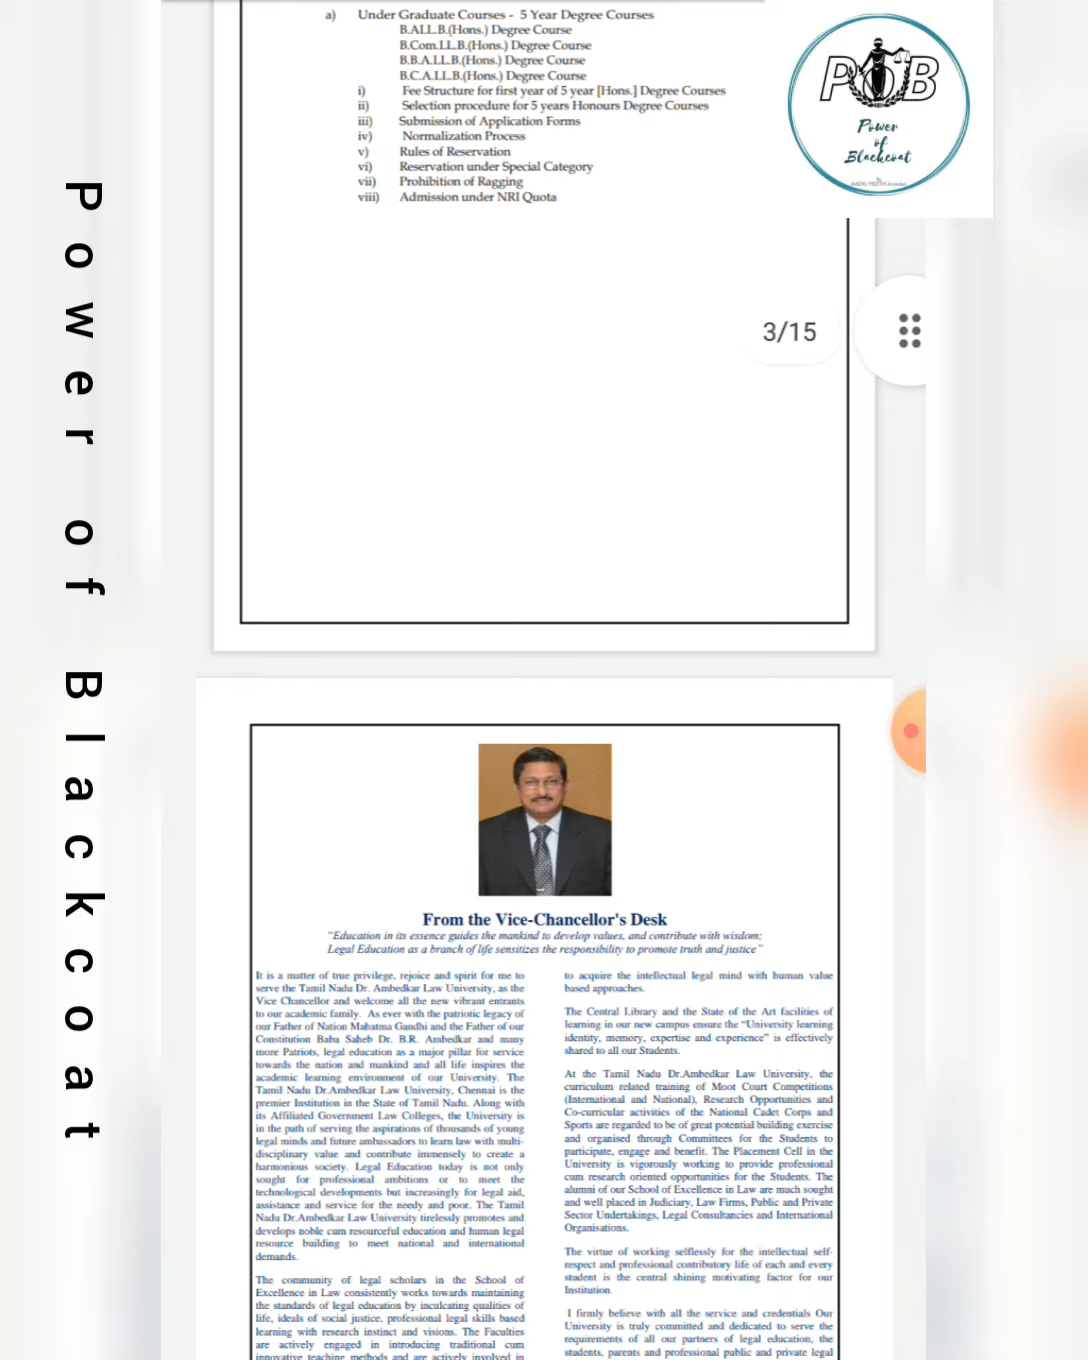 a) Under Graduate Courses - 5 Year Degree Courses
B.ALL.B.(Hons.) Degree Course
B.Com.LL.B.(Hons.) Degree Course
B.B.A.LL.B.(Hons.) Degree Course
B.C.A.LL.B.(Hons.) Degree Course
i) Fee Structure for first year of 5 year [Hons.] Degree Courses
ii) Selection procedure for 5 years Honours Degree Courses
iii) Submission of Application Forms
iv) Normalization Process
v) Rules of Reservation
vi) Reservation under Special Category
vii) Prohibition of Ragging
viii) Admission under NRI Quota
POB
Power
of
Blackcoat
By
3/15
Power of a Blackcoat
From the Vice-Chancellor's Desk
"Education in its essence guides the mankind to develop values, and contribute with wisdom;
Legal Education as a branch of life sensitizes the responsibility to promote truth and justice"
It is a matter of true privilege, rejoice and spirit for me to
serve the Tamil Nadu Dr. Ambedkar Law University, as the
Vice Chancellor and welcome all the new vibrant entrants
to our academic family. As ever with the patriotic legacy of
our Father of Nation Mahatma Gandhi and the Father of our
Constitution Baba Saheb Dr. B.R. Ambedkar and many
more Patriots, legal education as a major pillar for service
towards the nation and mankind and all life inspires the
academic learning environment of our University. The
Tamil Nadu Dr.Ambedkar Law University, Chennai is the
premier Institution in the State of Tamil Nadu. Along with
its Affiliated Government Law Colleges, the University is
in the path of serving the aspirations of thousands of young
legal minds and future ambassadors to learn law with multi-
disciplinary value and contribute immensely to create a
harmonious society. Legal Education today is not only
sought for professional ambitions or to meet the
technological developments but increasingly for legal aid,
assistance and service for the needy and poor. The Tamil
Nadu Dr.Ambedkar Law University tirelessly promotes and
develops noble cum resourceful education and human legal
resource building to meet national and international
demands.
The community of legal scholars in the School of
Excellence in Law consistently works towards maintaining
the standards of legal education by inculcating qualities of
life, ideals of social justice, professional legal skills based
learning with research instinct and visions. The Faculties
are actively engaged in introducing traditional cum
innovative teaching methods and are actively involved in
to acquire the intellectual legal mind with human value
based approaches.
The Central Library and the State of the Art facilities of
learning in our new campus ensure the "University learning
identity, memory, expertise and experience" is effectively
shared to all our Students.
At the Tamil Nadu Dr.Ambedkar Law University, the
curriculum related training of Moot Court Competitions
(International and National), Research Opportunities and
Co-curricular activities of the National Cadet Corps and
Sports are regarded to be of great potential building exercise
and organised through Committees for the Students to
participate, engage and benefit. The Placement Cell in the
University is vigorously working to provide professional
cum research oriented opportunities for the Students. The
alumni of our School of Excellence in Law are much sought
and well placed in Judiciary, Law Firms, Public and Private
Sector Undertakings, Legal Consultancies and International
Organisations.
The virtue of working selflessly for the intellectual self-
respect and professional contributory life of each and every
student is the central shining motivating factor for our
Institution.
I firmly believe with all the service and credentials Our
University is truly committed and dedicated to serve the
requirements of all our partners of legal education, the
students, parents and professional public and private legal